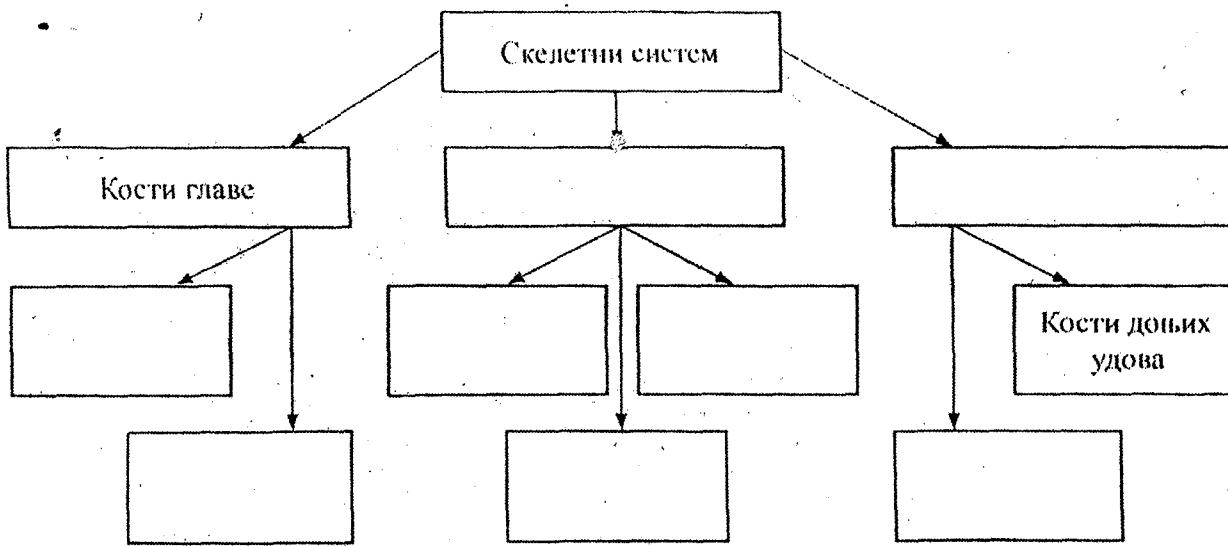 Скелетни систем
Кости главе
Кости доњих
удова